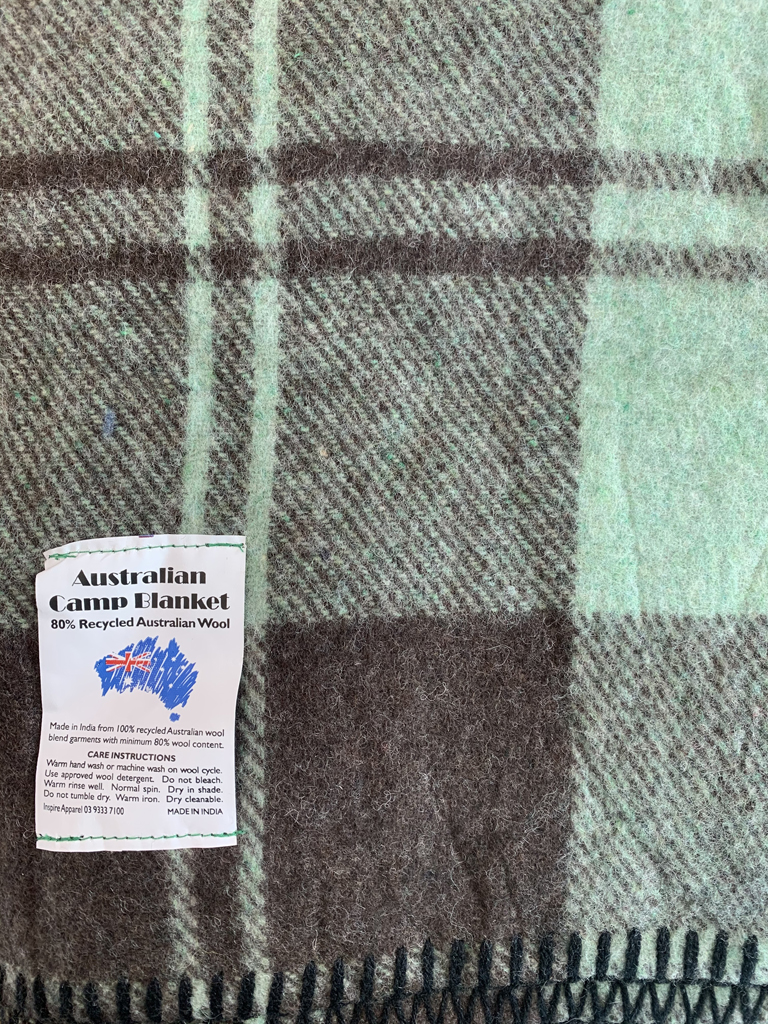 Australian
Camp Blanket
80% Recycled Australian Wool
Made in India from 100% recycled Australian wool
blend garments with minimum 80% wool content.
CARE INSTRUCTIONS
Warm hand wash or machine wash on wool cycle.
Use approved wool detergent. Do not bleach.
Warm rinse well. Normal spin. Dry in shade.
Do not tumble dry. Warm iron. Dry cleanable.
Inspire Apparel 03 9333 7100 MADE IN INDIA